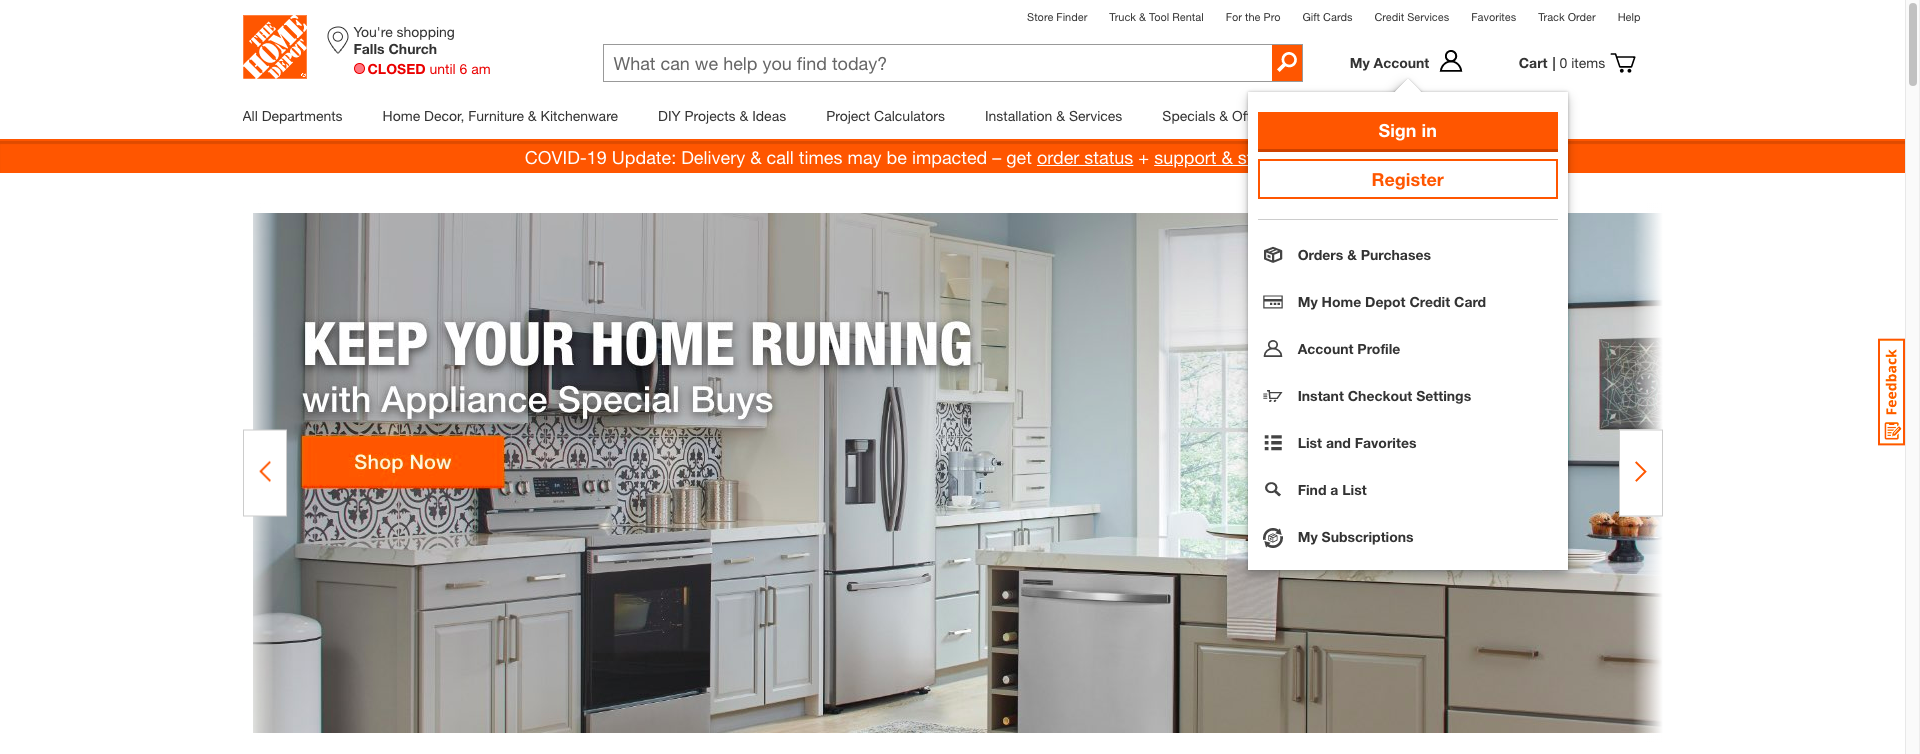 Store Finder
Truck & Tool Rental
For the Pro
Gift Cards
Credit Services
Favorites
Track Order
Help
THE
HOME
DEPOT
You're shopping
Falls Church
CLOSED until 6 am
What can we help you find today?
My Account
Cart | 0 items
All Departments
Home Decor, Furniture & Kitchenware
DIY Projects & Ideas
Project Calculators
Installation & Services
Specials & Of
COVID-19 Update: Delivery & call times may be impacted – get order status + support & s
Sign in
Register
Orders & Purchases
My Home Depot Credit Card
Account Profile
Instant Checkout Settings
List and Favorites
Find a List
My Subscriptions
KEEP YOUR HOME RUNNING
with Appliance Special Buys
Shop Now
Feedback